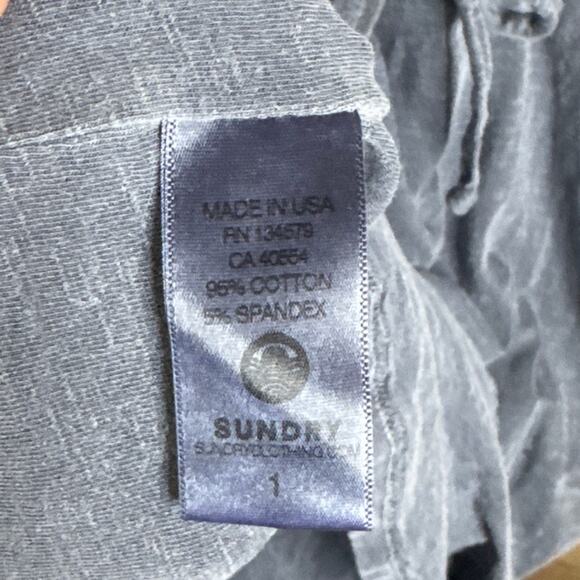 MADE IN USA
RN 134579
CA 40554
95% COTTON
5% SPANDEX
SUNDRY
SUNDRYCLOTHING.COM
1